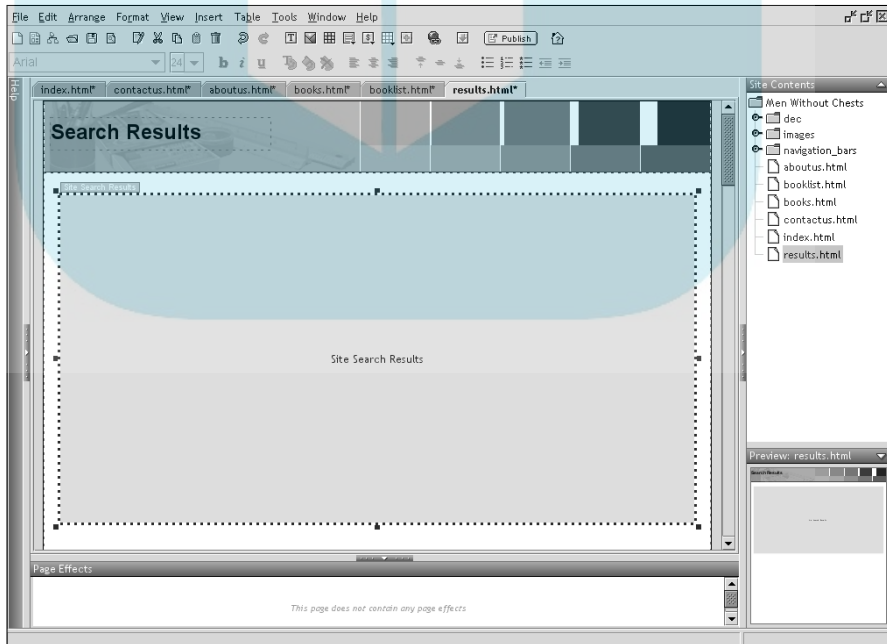 File Edit Arrange Format View Insert Table Tools Window Help
Publish
Arial 24 b i u
Help
index.html* contactus.html* aboutus.html* books.html* booklist.html* results.html*
Search Results
Site Search Results
Site Search Results
Page Effects
This page does not contain any page effects
Site Contents
Men Without Chests
dec
images
navigation_bars
aboutus.html
booklist.html
books.html
contactus.html
index.html
results.html
Preview: results.html
Search Results